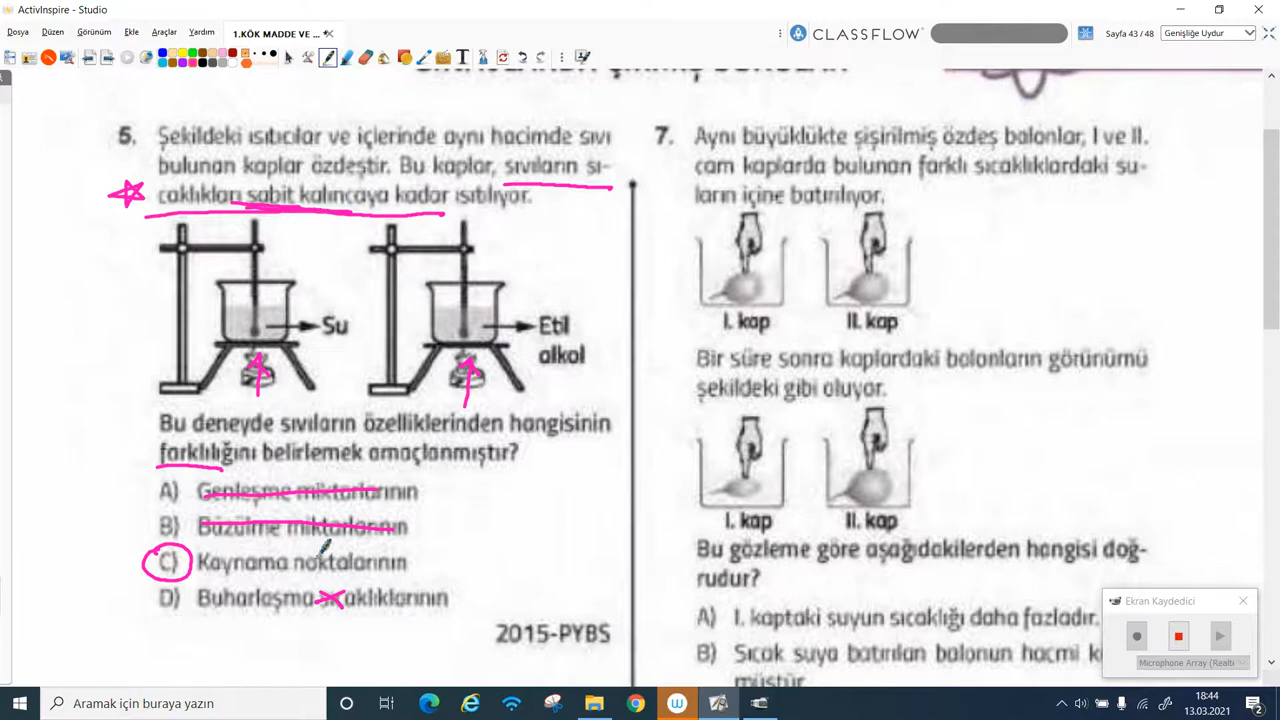 ActivInspire - Studio
Dosya Düzen Görünüm Ekle Araçlar Yardım
1.KÖK MADDE VE ...
CLASSFLOW
Sayfa 43 / 48
Genişliğe Uydur
5. Şekildeki ısıtıcılar ve içlerinde aynı hacimde sıvı
bulunan kaplar özdeştir. Bu kaplar, sıvıların sı-
caklıkları sabit kalıncaya kadar ısıtılıyor.
Su
Etil
alkol
Bu deneyde sıvıların özelliklerinden hangisinin
farklılığını belirlemek amaçlanmıştır?
A) Genleşme miktarlarının
B) Büzülme miktarlarının
C) Kaynama noktalarının
D) Buharlaşma sıcaklıklarının
2015-PYBS
7. Aynı büyüklükte şişirilmiş özdeş balonlar, I ve II.
cam kaplarda bulunan farklı sıcaklıklardaki su-
ların içine batırılıyor.
I. kap II. kap
Bir süre sonra kaplardaki balonların görünümü
şekildeki gibi oluyor.
I. kap II. kap
Bu gözleme göre aşağıdakilerden hangisi doğ-
rudur?
A) I. kaptaki suyun sıcaklığı daha fazladır.
B) Sıcak suya batırılan balonun hacmi
müştür.
Ekran Kaydedici
Microphone Array (Realte
Aramak için buraya yazın
18:44
13.03.2021
2